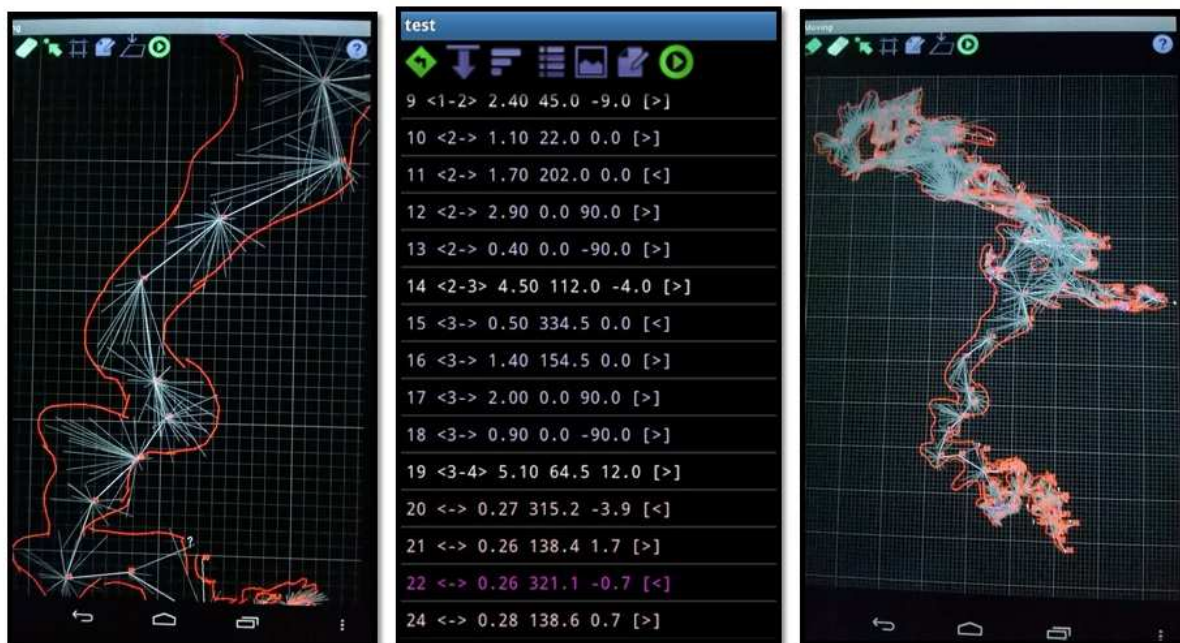 ng
?
?
test
9 <1-2> 2.40 45.0 -9.0 [>]
10 <2-> 1.10 22.0 0.0 [>]
11 <2-> 1.70 202.0 0.0 [<]
12 <2-> 2.90 0.0 90.0 [>]
13 <2-> 0.40 0.0 -90.0 [>]
14 <2-3> 4.50 112.0 -4.0 [>]
15 <3-> 0.50 334.5 0.0 [<]
16 <3-> 1.40 154.5 0.0 [>]
17 <3-> 2.00 0.0 90.0 [>]
18 <3-> 0.90 0.0 -90.0 [>]
19 <3-4> 5.10 64.5 12.0 [>]
20 <-> 0.27 315.2 -3.9 [<]
21 <-> 0.26 138.4 1.7 [>]
22 <-> 0.26 321.1 -0.7 [<]
24 <-> 0.28 138.6 0.7 [>]
Moving
?